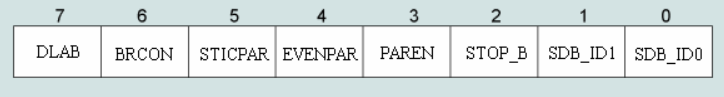 7 6 5 4 3 2 1 0
DLAB BRCON STICPAR EVENPAR PAREN STOP_B SDB_ID1 SDB_ID0